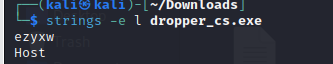 (kali㉿kali)-[~/Downloads]
$ strings -e l dropper_cs.exe
ezyxw
Host